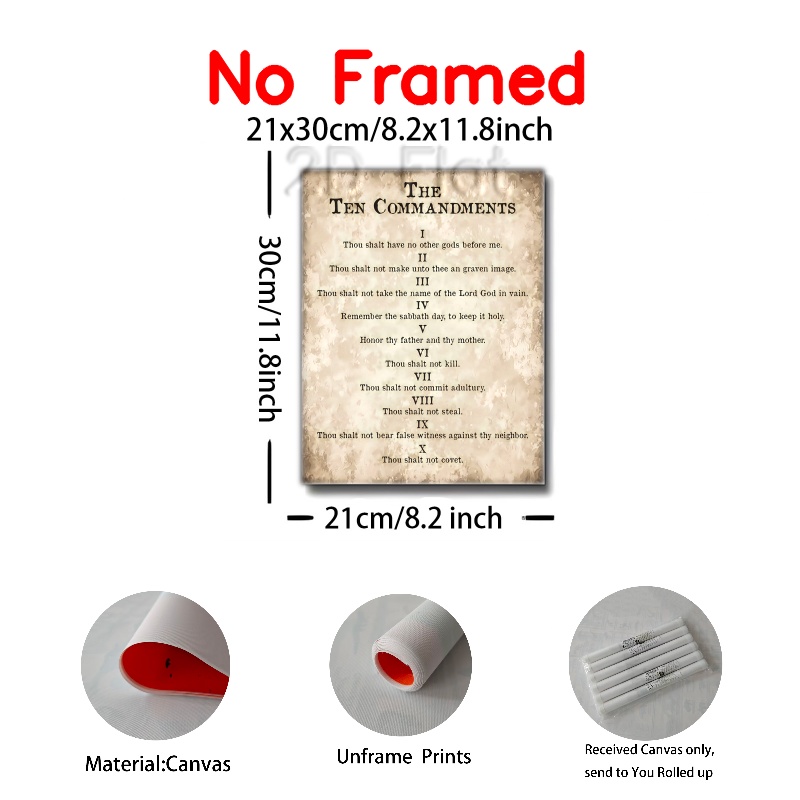 No Framed
21x30cm/8.2x11.8inch
2D Flat
30cm/11.8inch
THE
TEN COMMANDMENTS
I
Thou shalt have no other gods before me.
II
Thou shalt not make unto thee an graven image.
III
Thou shalt not take the name of the Lord God in vain.
IV
Remember the sabbath day, to keep it holy.
V
Honor thy father and thy mother.
VI
Thou shalt not kill.
VII
Thou shalt not commit adultury.
VIII
Thou shalt not steal.
IX
Thou shalt not bear false witness against thy neighbor.
X
Thou shalt not covet.
21cm/8.2 inch
Material:Canvas
Unframe Prints
Received Canvas only,
send to You Rolled up